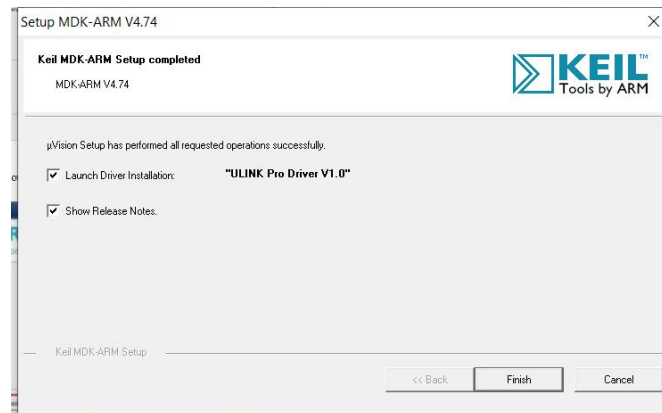 Setup MDK-ARM V4.74
Keil MDK-ARM Setup completed
MDK-ARM V4.74
KEIL™
Tools by ARM
µVision Setup has performed all requested operations successfully.
Launch Driver Installation: "ULINK Pro Driver V1.0"
Show Release Notes.
Keil MDK-ARM Setup
<< Back Finish Cancel